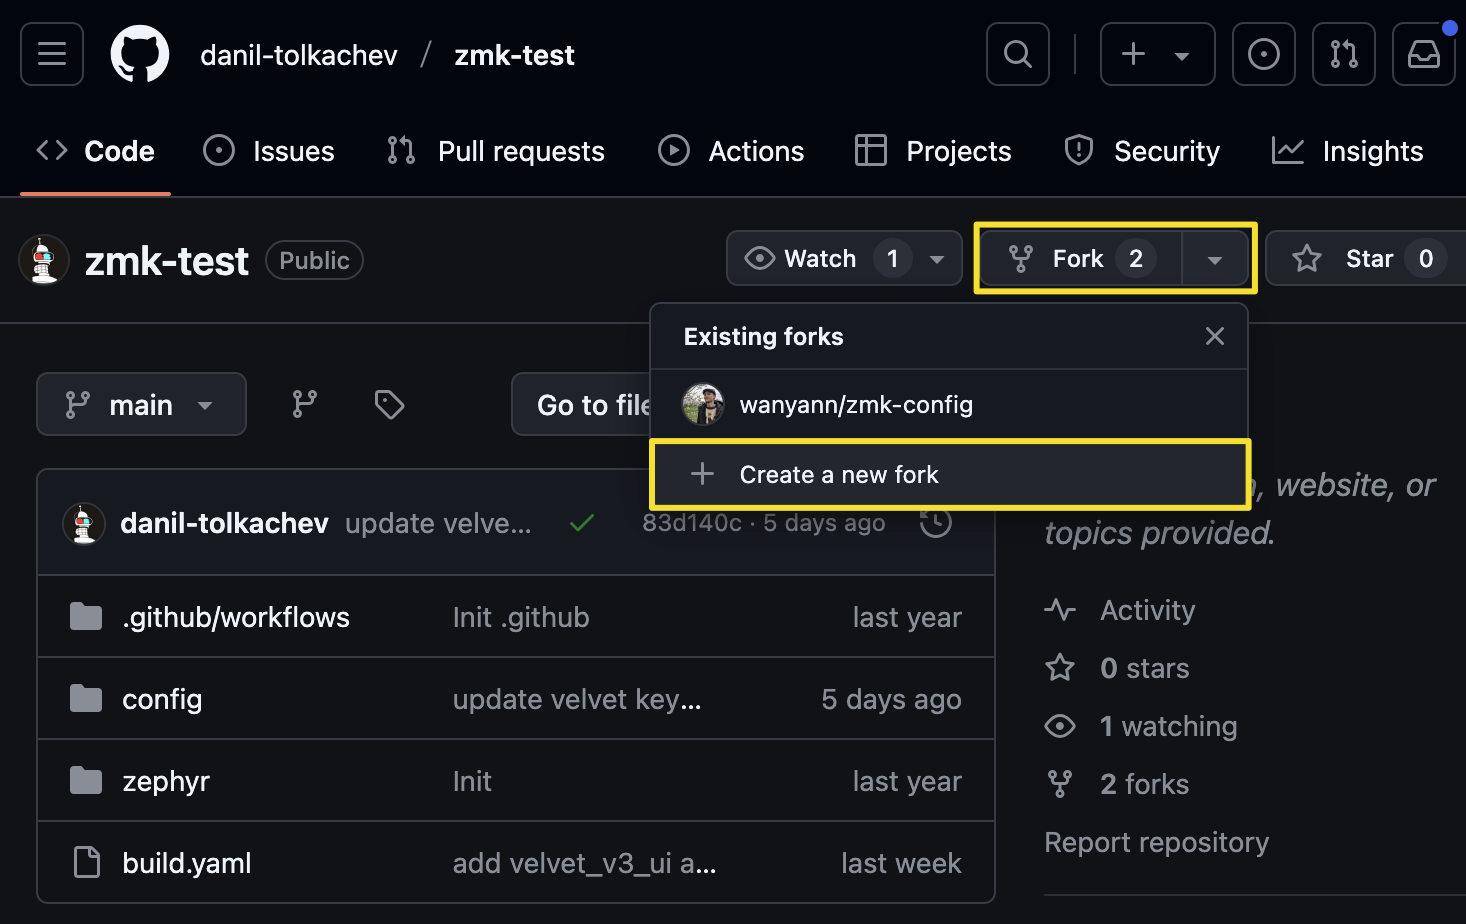 danil-tolkachev / zmk-test
Code Issues Pull requests Actions Projects Security Insights
zmk-test Public Watch 1 Fork 2 Star 0
Existing forks
main Go to file
wanyann/zmk-config
Create a new fork
website, or
topics provided.
danil-tolkachev update velve... 83d140c · 5 days ago
.github/workflows Init .github last year
Activity
0 stars
config update velvet key... 5 days ago
1 watching
zephyr Init last year
2 forks
Report repository
build.yaml add velvet_v3_ui a... last week